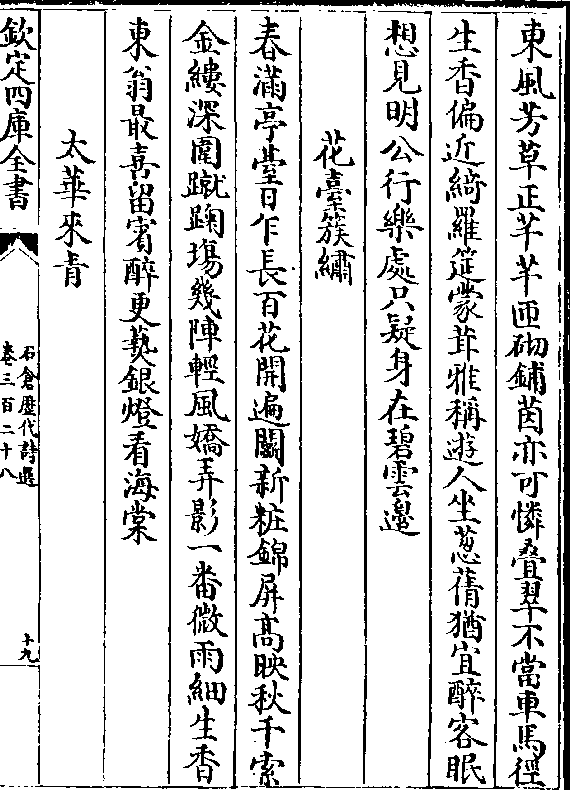 東風芳草正芊芊匝砌鋪茵亦可憐叠翠不當車馬徑
生香偏近綺羅筵蒙茸雅稱遊人坐葱蒨猶宜醉客眠
想見明公行樂處只疑身在碧雲邉
花臺簇繡
春滿亭臺日乍長百花開遍鬭新粧錦屏髙映秋千索
金縷深圍蹴踘場幾陣輕風嬌弄影一番微雨細生香
東翁最喜留賔醉更爇銀燈看海棠
太華來青
欽定四庫全書
石倉歷代詩選
卷三百二十八
十九